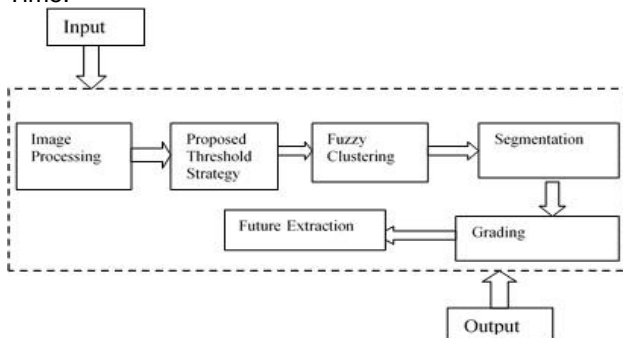 Time.
Input
Image
Processing
Proposed
Threshold
Strategy
Fuzzy
Clustering
Segmentation
Future Extraction
Grading
Output